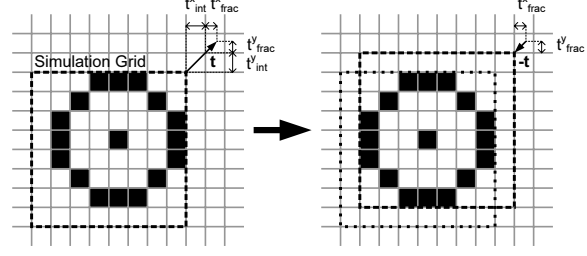 t^x_int t^x_frac
t^y_frac
Simulation Grid
t
t^y_int
t^x_frac
t^y_frac
-t